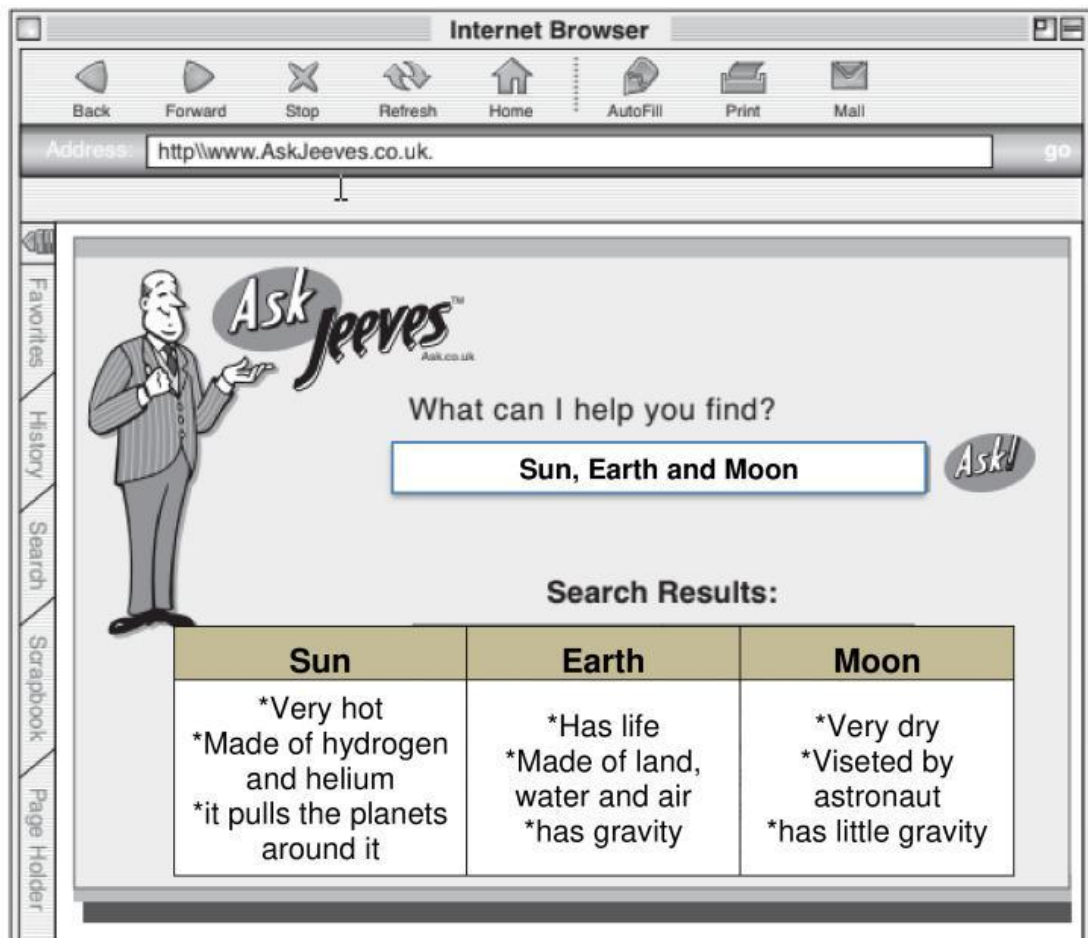 Internet Browser
Back Forward Stop Refresh Home AutoFill Print Mail
Address: http\\www.AskJeeves.co.uk. go
Favorites
History
Search
Scrapbook
Page Holder
Ask Jeeves™
Ask.co.uk
What can I help you find?
Sun, Earth and Moon
Ask!
Search Results:
Sun Earth Moon
*Very hot
*Made of hydrogen
and helium
*it pulls the planets
around it
*Has life
*Made of land,
water and air
*has gravity
*Very dry
*Viseted by
astronaut
*has little gravity